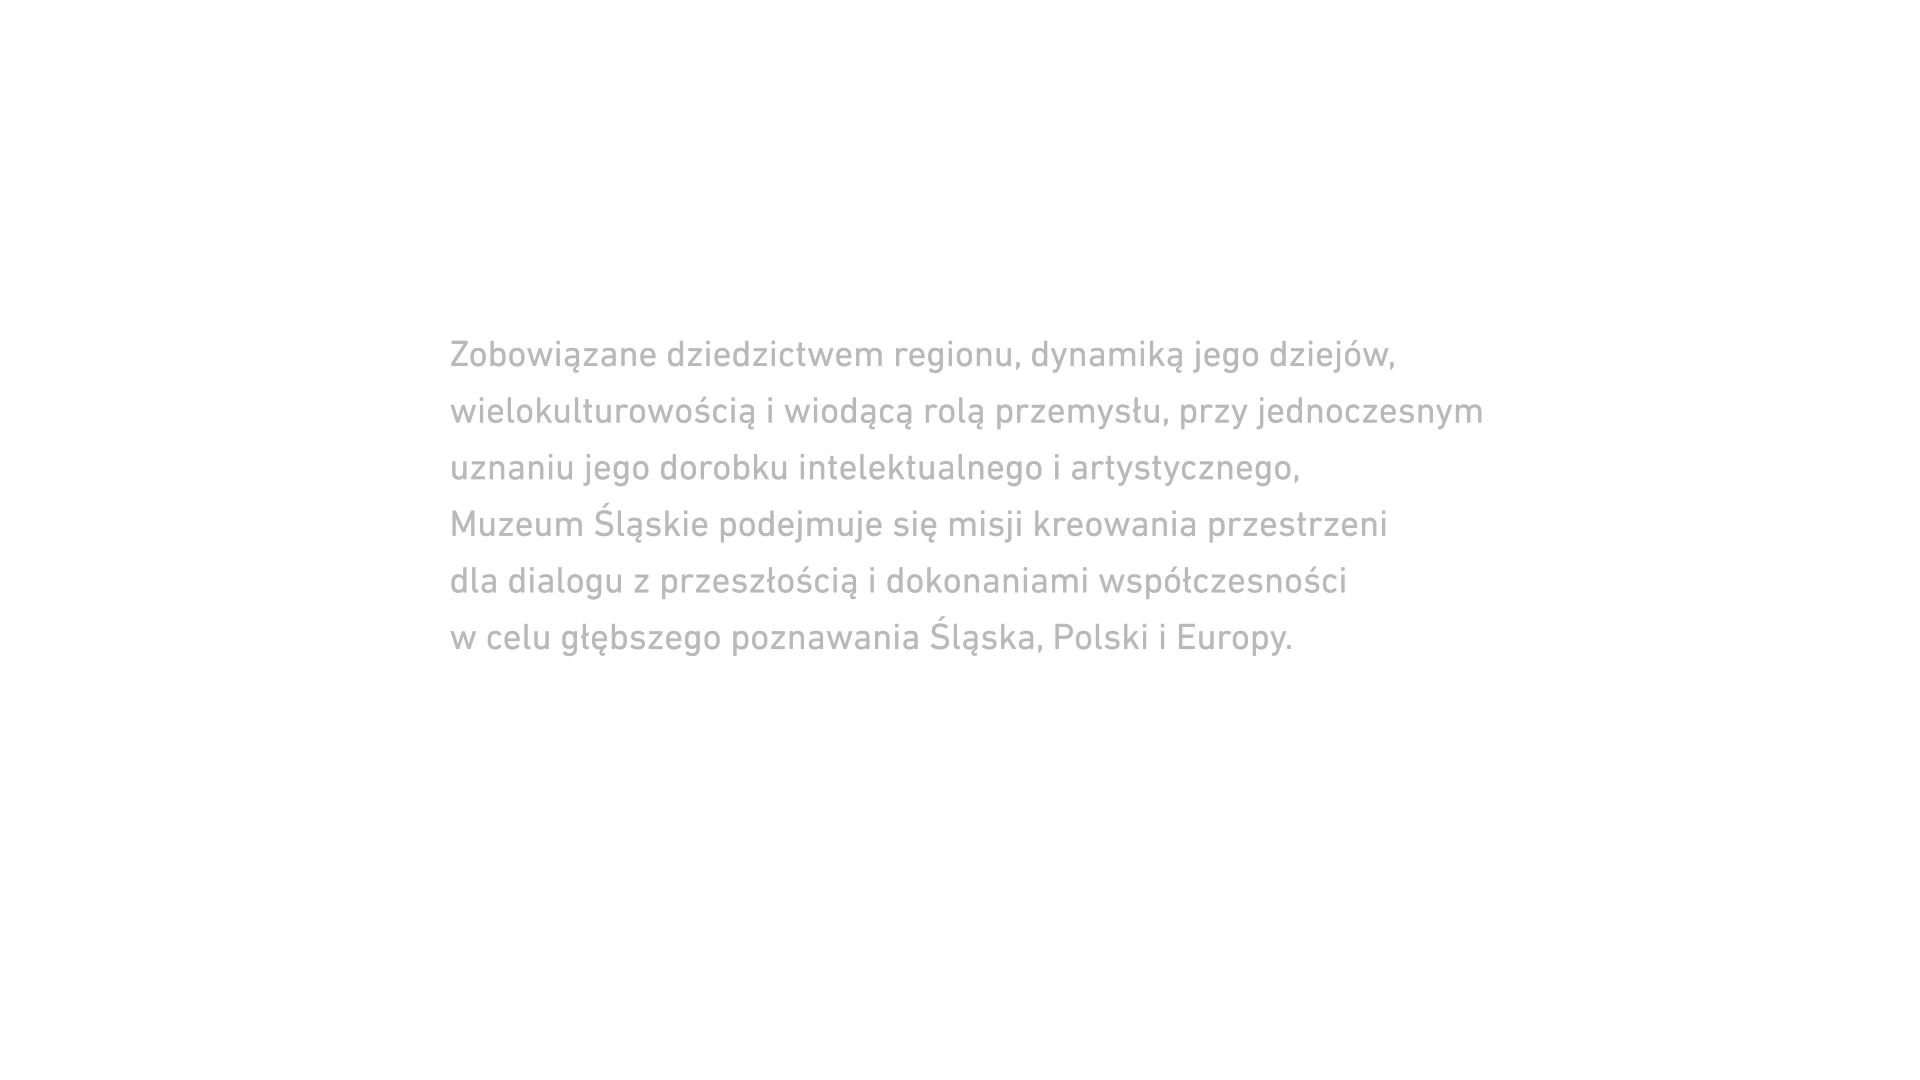 Zobowiązane dziedzictwem regionu, dynamiką jego dziejów,
wielokulturowością i wiodącą rolą przemysłu, przy jednoczesnym
uznaniu jego dorobku intelektualnego i artystycznego,
Muzeum Śląskie podejmuje się misji kreowania przestrzeni
dla dialogu z przeszłością i dokonaniami współczesności
w celu głębszego poznawania Śląska, Polski i Europy.